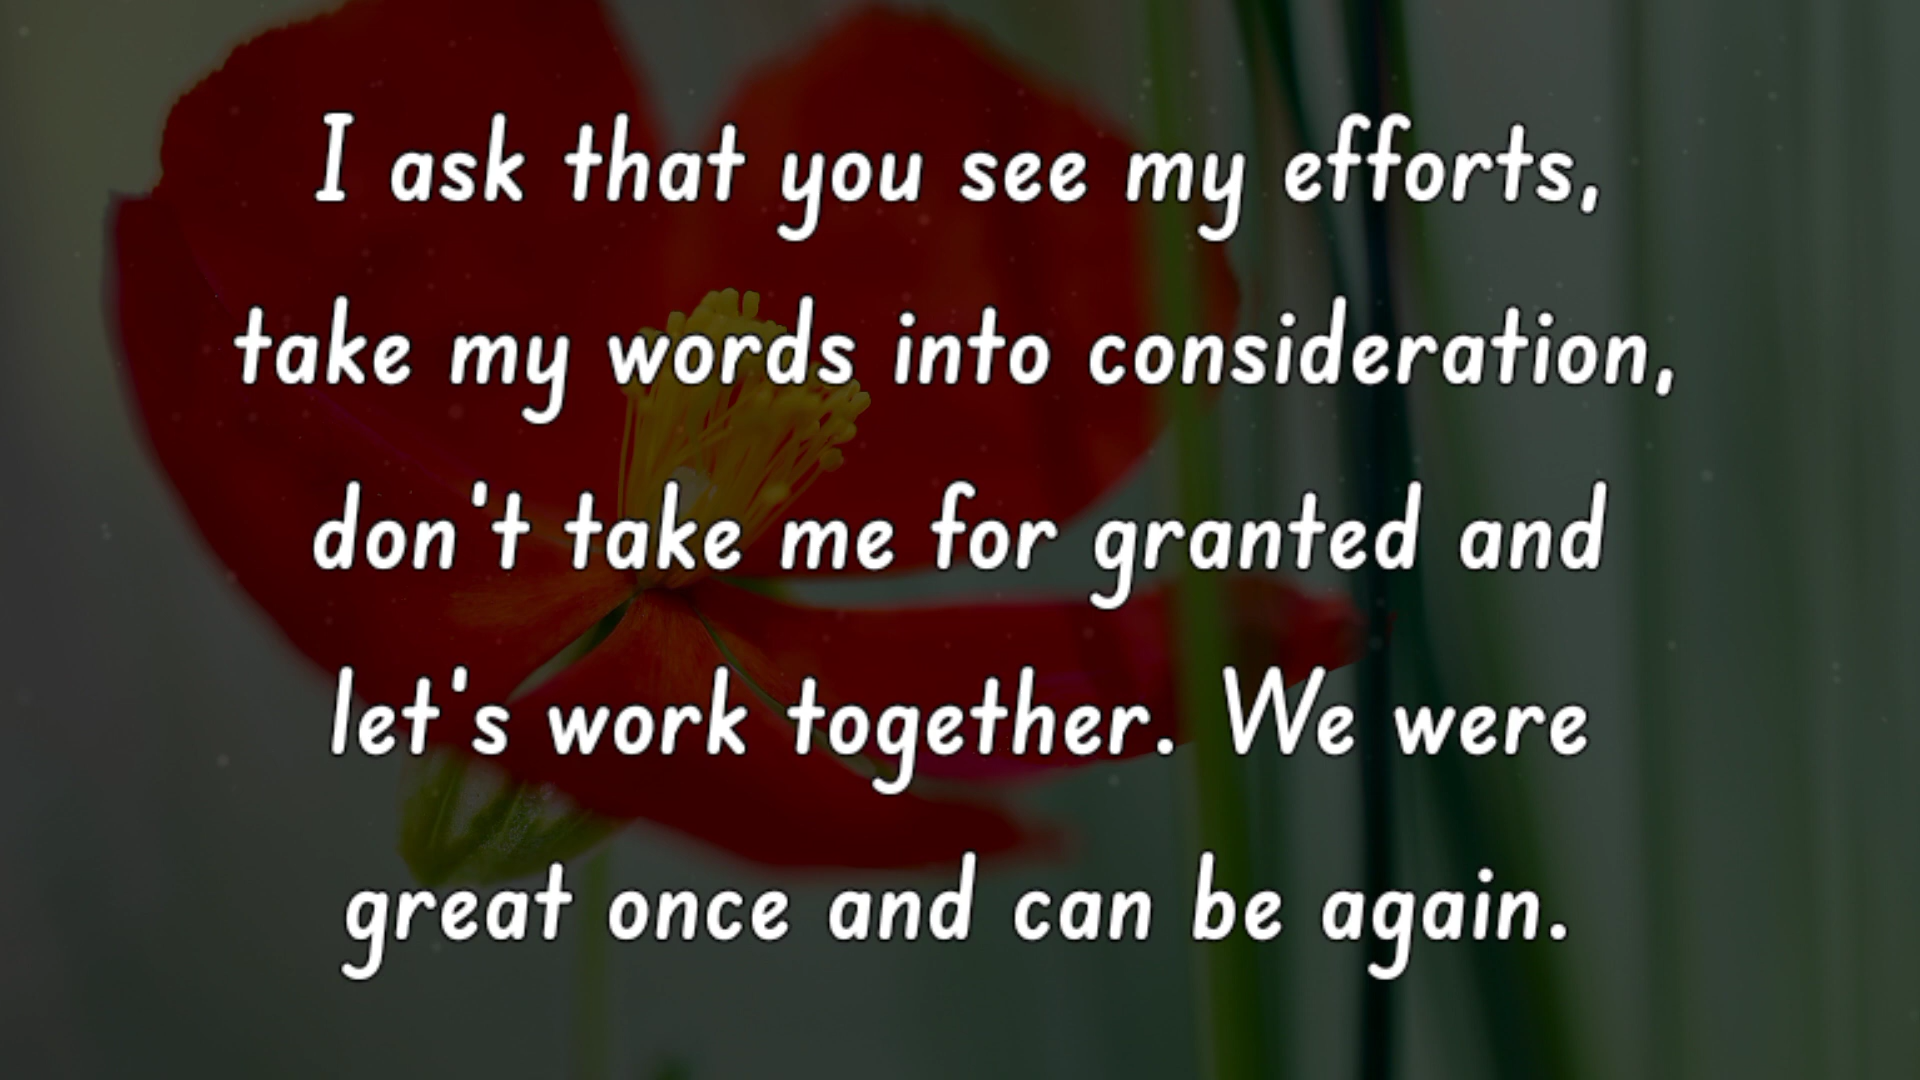 I ask that you see my efforts,
take my words into consideration,
don't take me for granted and
let's work together. We were
great once and can be again.